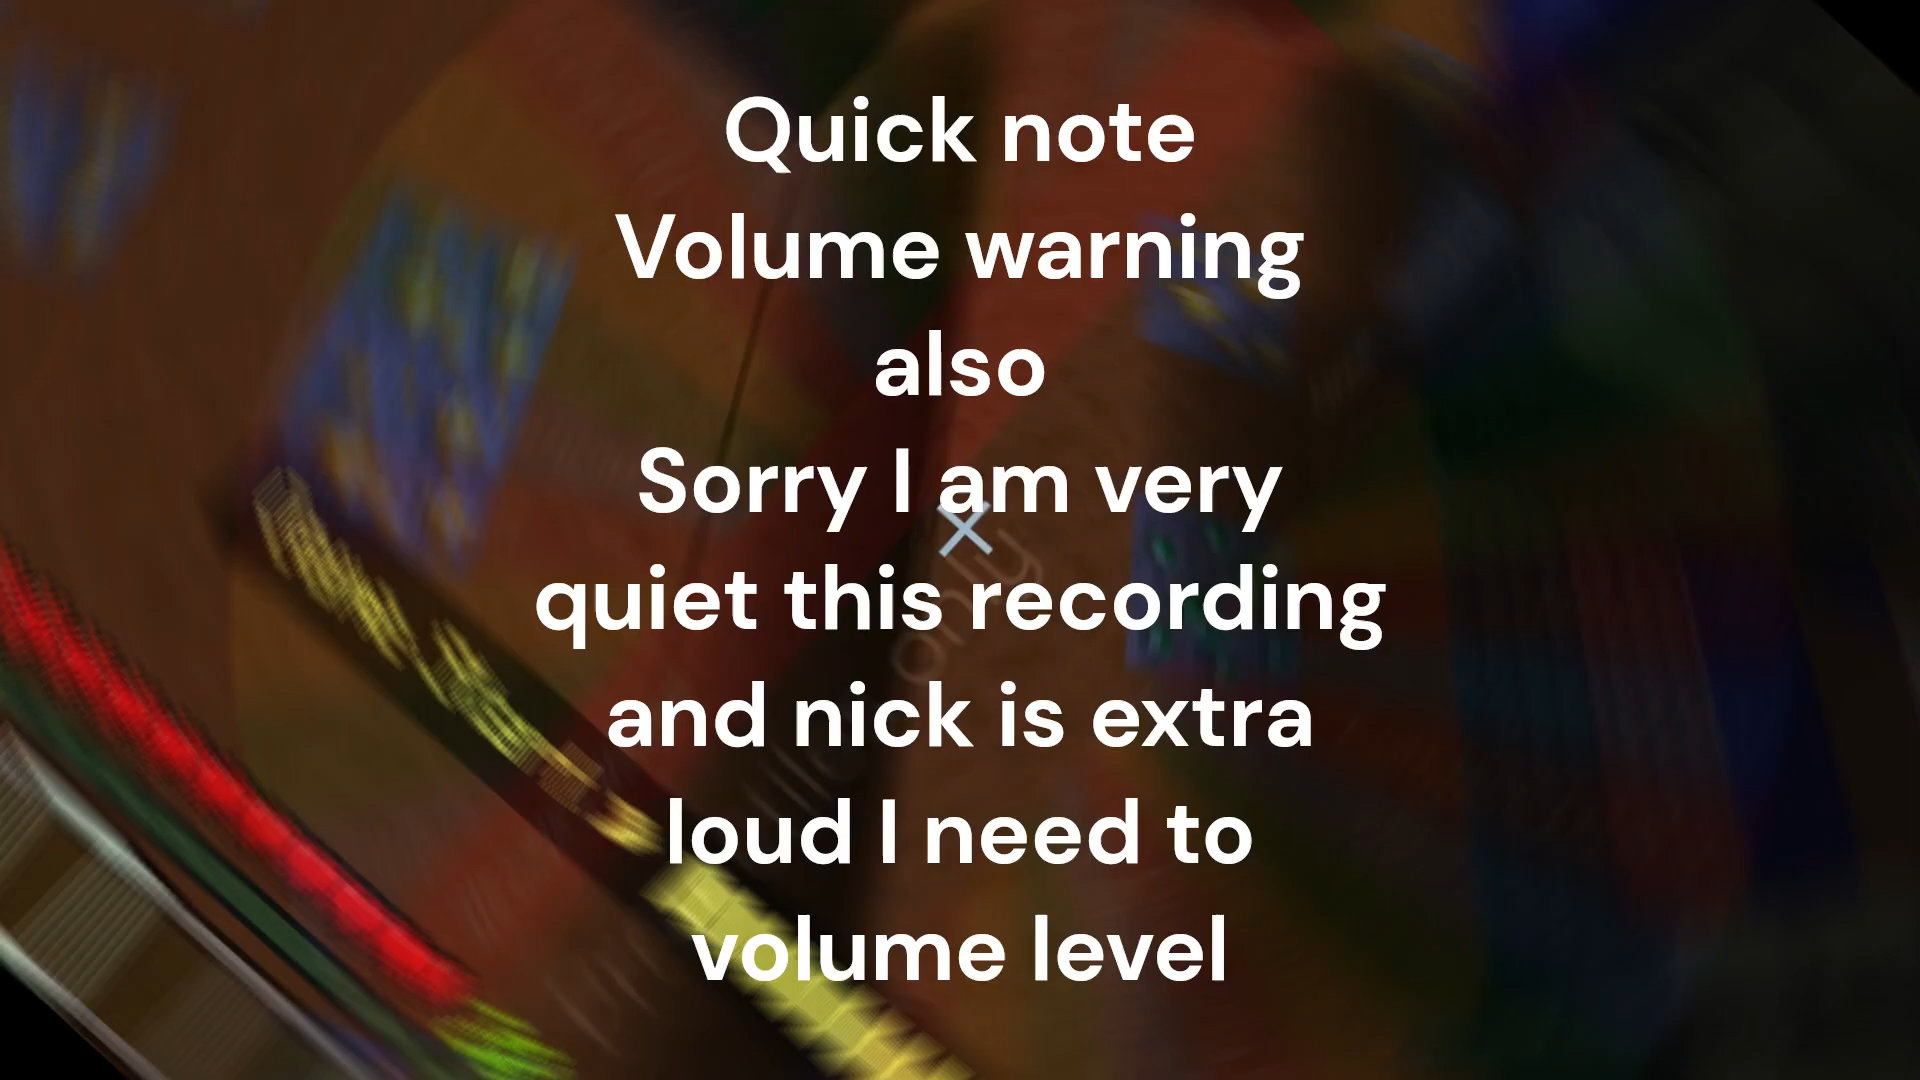 Quick note
Volume warning
also
Sorry I am very
quiet this recording
and nick is extra
loud I need to
volume level
only